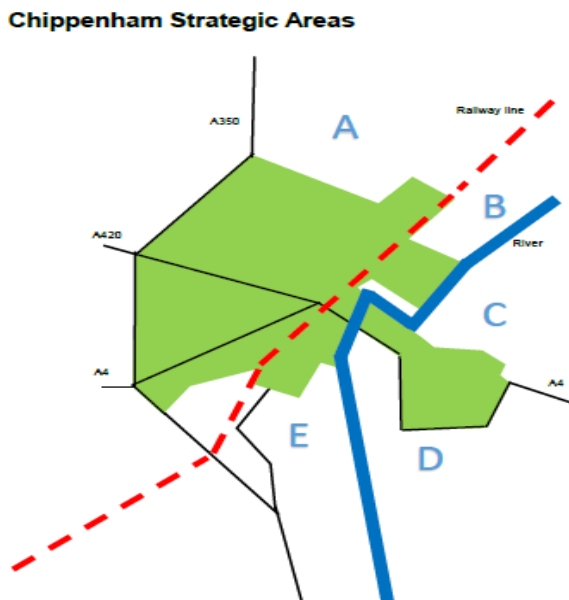 Chippenham Strategic Areas
Railway line
A350
A
B
A420
River
C
A4
A4
E
D